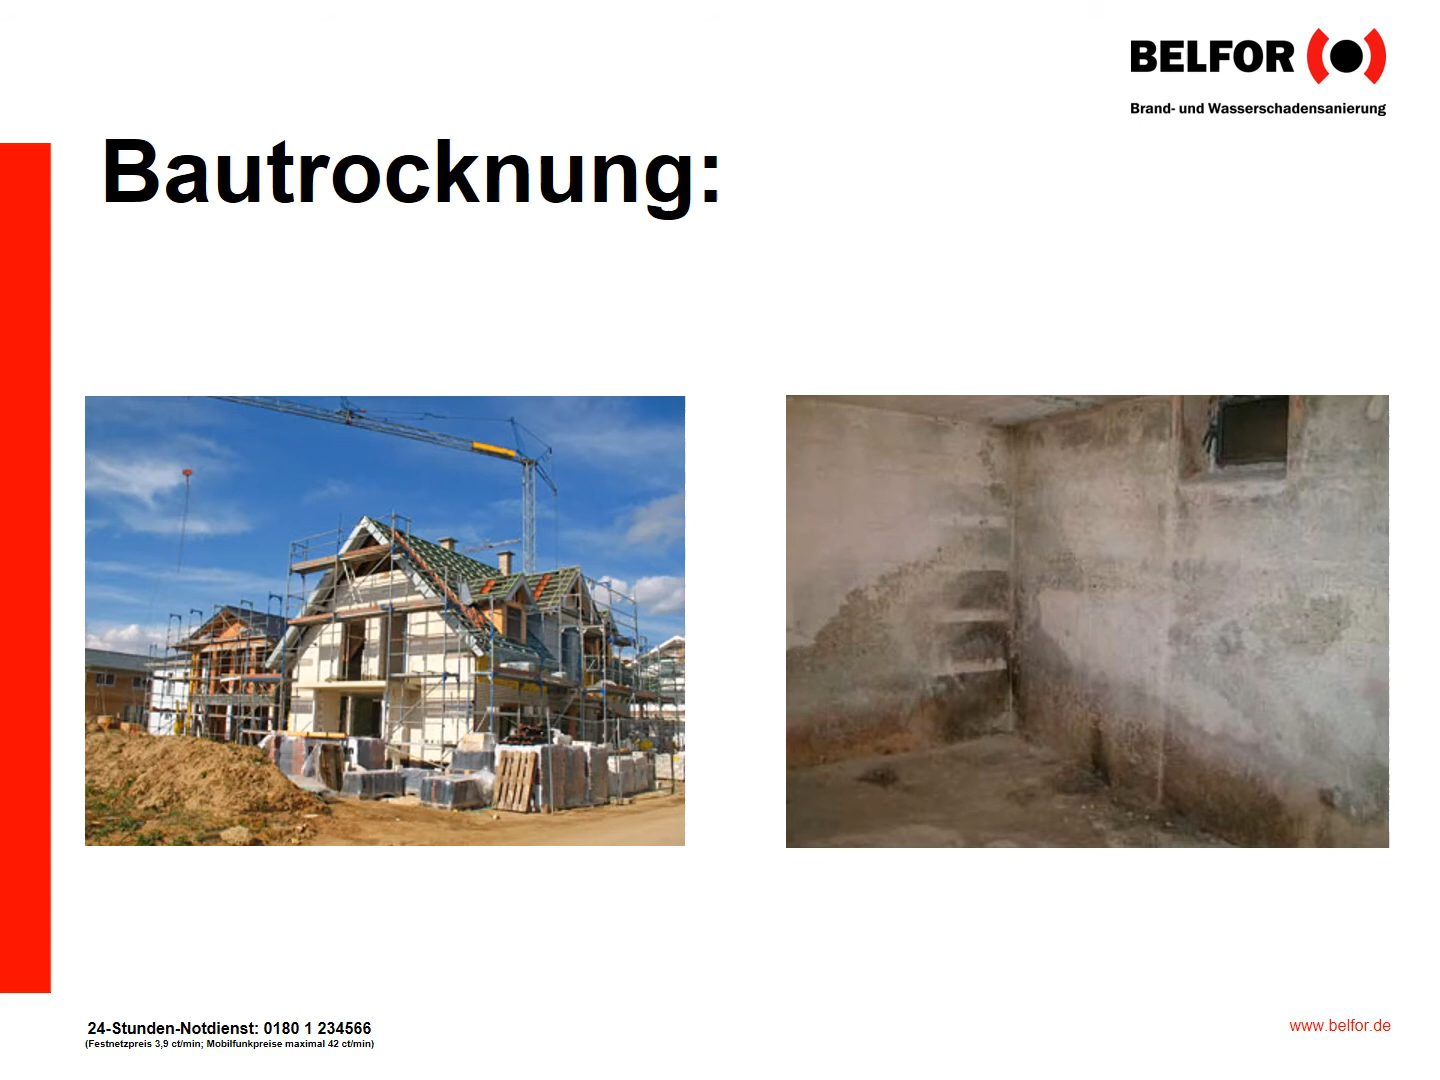 BELFOR
Brand- und Wasserschadensanierung
Bautrocknung:
24-Stunden-Notdienst: 0180 1 234566
(Festnetzpreis 3,9 ct/min; Mobilfunkpreise maximal 42 ct/min)
www.belfor.de